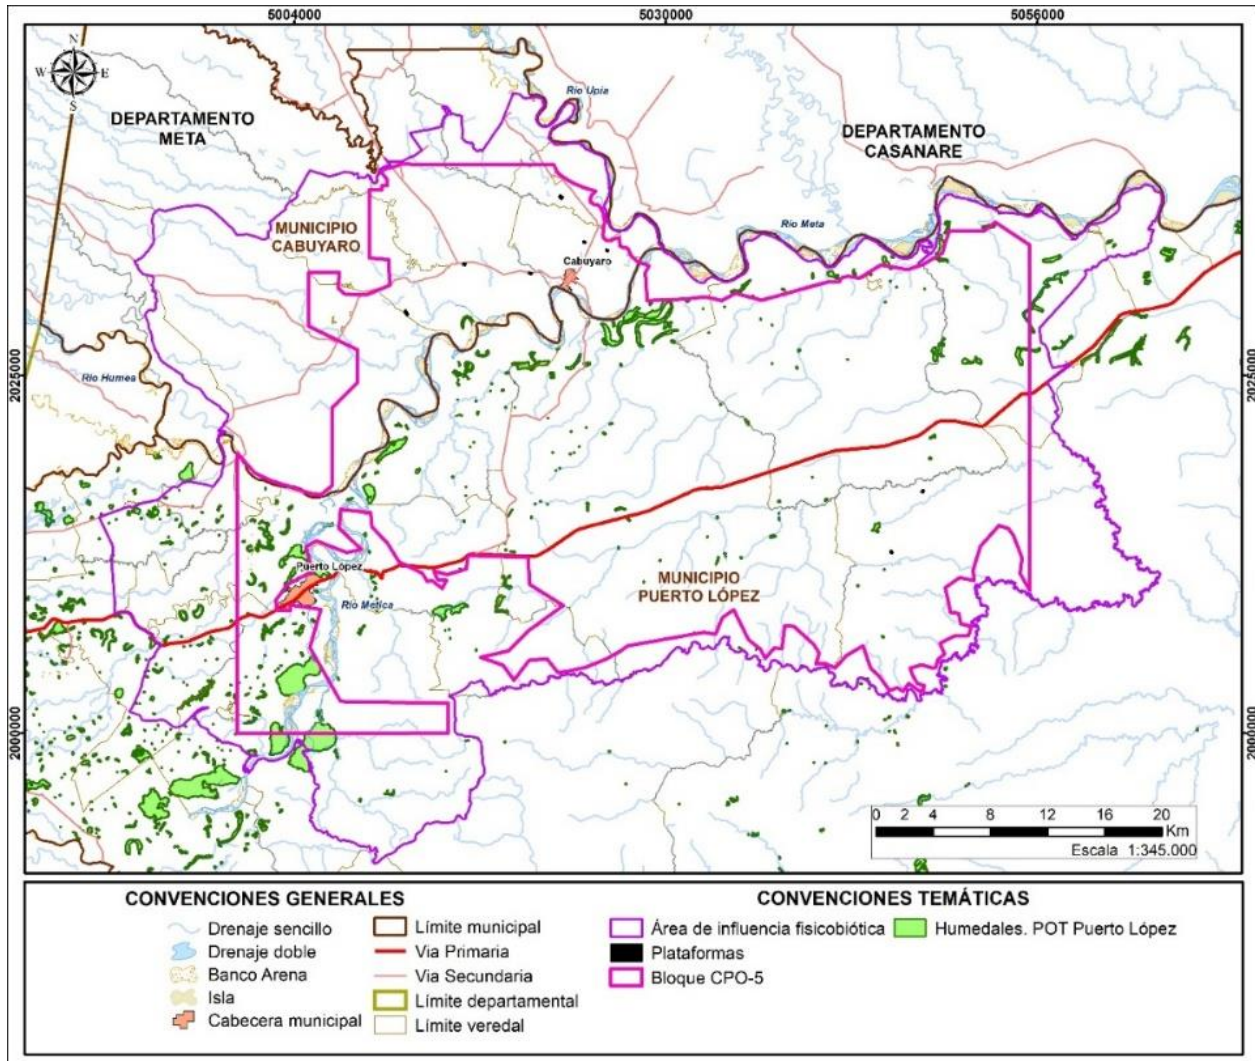 5004000
5030000
5056000
N
W
E
S
DEPARTAMENTO
META
Río Upía
DEPARTAMENTO
CASANARE
MUNICIPIO
CABUYARO
Río Meta
Cabuyaro
2025000
2025000
Río Humea
Puerto López
Río Metica
MUNICIPIO
PUERTO LÓPEZ
2000000
2000000
0 2 4 8 12 16 20
Km
Escala 1:345.000
CONVENCIONES GENERALES
Drenaje sencillo
Drenaje doble
Banco Arena
Isla
Cabecera municipal
Límite municipal
Via Primaria
Via Secundaria
Límite departamental
Límite veredal
CONVENCIONES TEMÁTICAS
Área de influencia fisicobiótica
Plataformas
Bloque CPO-5
Humedales. POT Puerto López